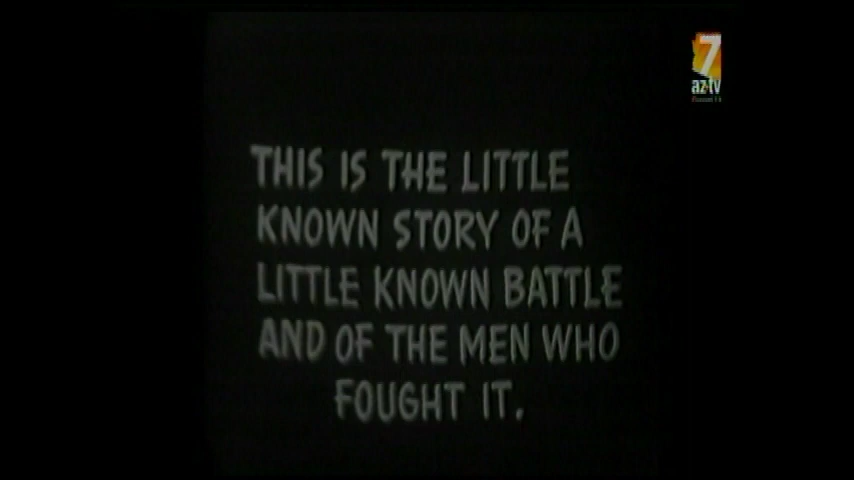 7
az-tv
THIS IS THE LITTLE
KNOWN STORY OF A
LITTLE KNOWN BATTLE
AND OF THE MEN WHO
FOUGHT IT.